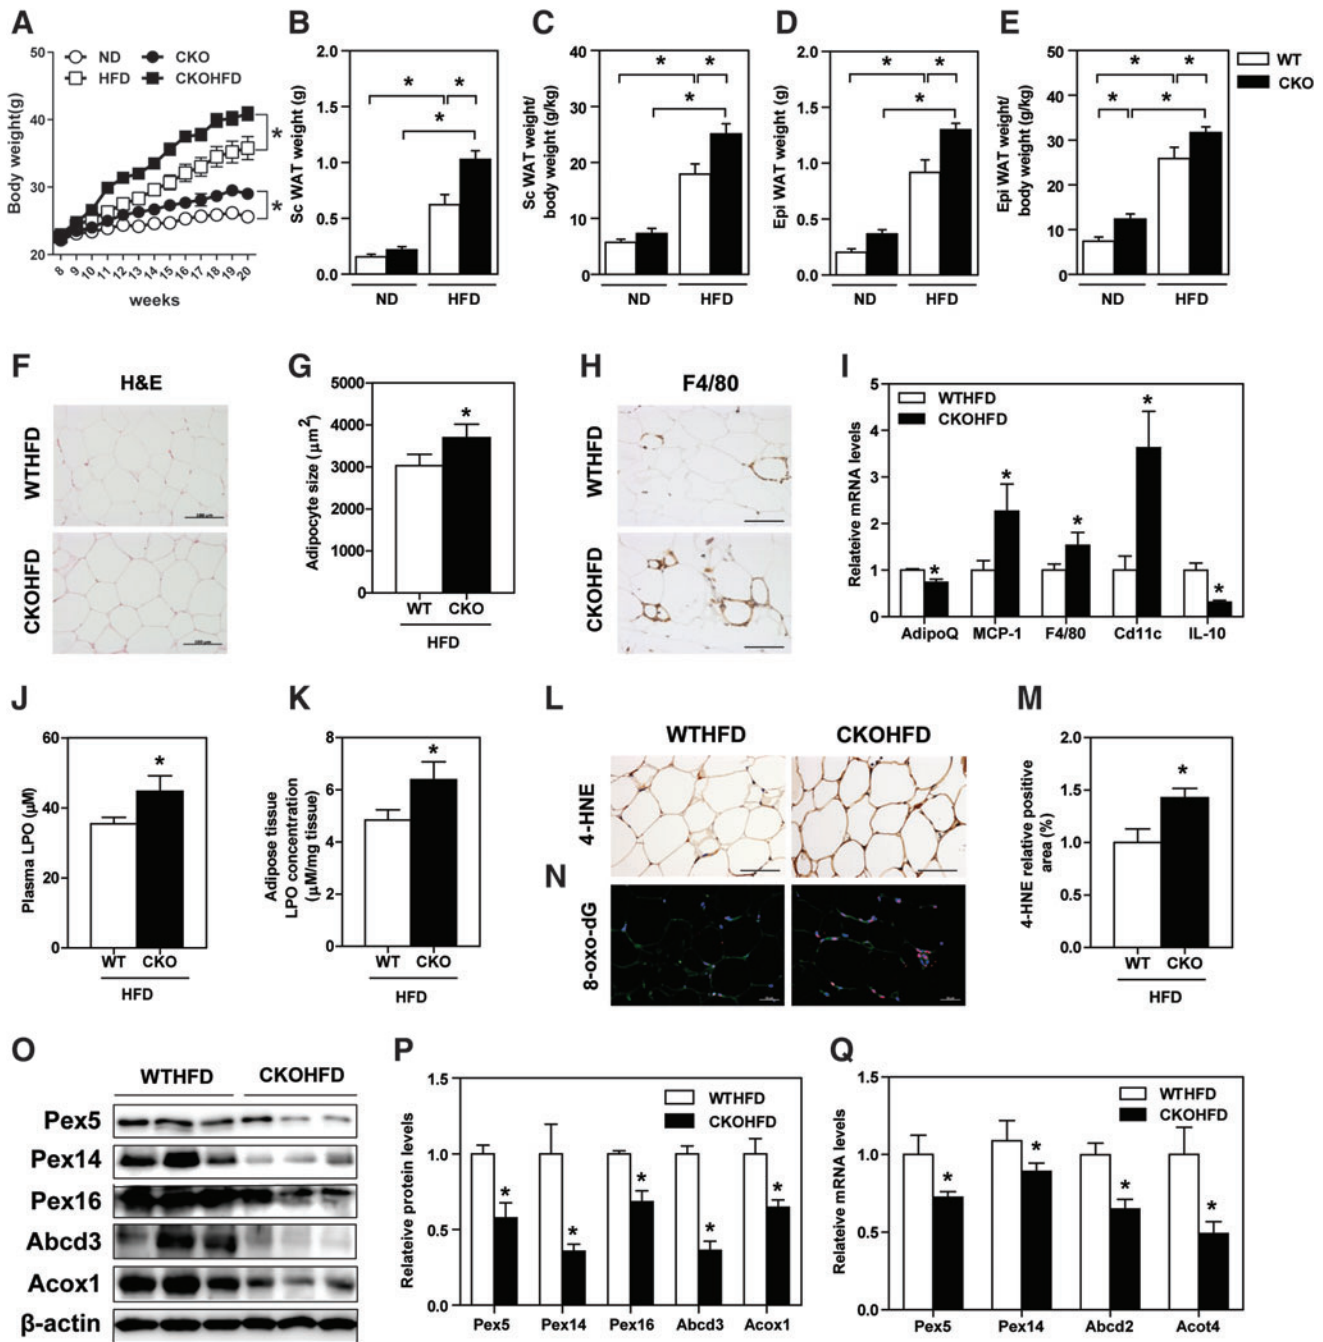 A
ND
CKO
HFD
CKOHFD
Body weight(g)
50
40
30
20
*
*
8 9 10 11 12 13 14 15 16 17 18 19 20
weeks
B
Sc WAT weight (g)
2.0
1.5
1.0
0.5
0.0
* *
*
ND HFD
C
Sc WAT weight/
body weight (g/kg)
40
30
20
10
0
* *
*
ND HFD
D
Epi WAT weight (g)
2.0
1.5
1.0
0.5
0.0
* *
*
ND HFD
E
Epi WAT weight/
body weight (g/kg)
50
40
30
20
10
0
* *
* *
ND HFD
WT
CKO
F
H&E
WTHFD
CKOHFD
G
Adipocyte size (μm2)
5000
4000
3000
2000
1000
0
*
WT CKO
HFD
H
F4/80
WTHFD
CKOHFD
I
Relateive mRNA levels
5
4
3
2
1
0
WTHFD
CKOHFD
* * * * *
AdipoQ MCP-1 F4/80 Cd11c IL-10
J
Plasma LPO (μM)
60
40
20
0
*
WT CKO
HFD
K
Adipose tissue
LPO concentration
(μM/mg tissue)
8
6
4
2
0
*
WT CKO
HFD
L
WTHFD CKOHFD
4-HNE
N
8-oxo-dG
M
4-HNE relative positive
area (%)
2.0
1.5
1.0
0.5
0.0
*
WT CKO
HFD
O
WTHFD CKOHFD
Pex5
Pex14
Pex16
Abcd3
Acox1
β-actin
P
Relateive protein levels
1.5
1.0
0.5
0.0
WTHFD
CKOHFD
* * * * *
Pex5 Pex14 Pex16 Abcd3 Acox1
Q
Relateive mRNA levels
1.5
1.0
0.5
0.0
WTHFD
CKOHFD
* * * *
Pex5 Pex14 Abcd2 Acot4